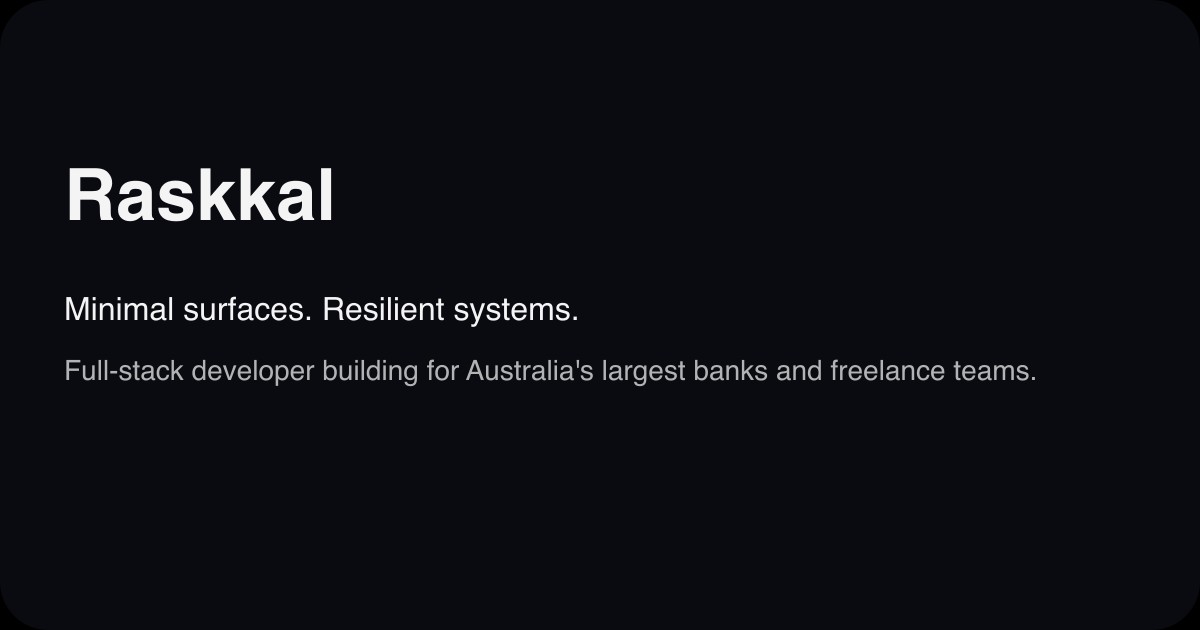 Raskkal
Minimal surfaces. Resilient systems.
Full-stack developer building for Australia's largest banks and freelance teams.